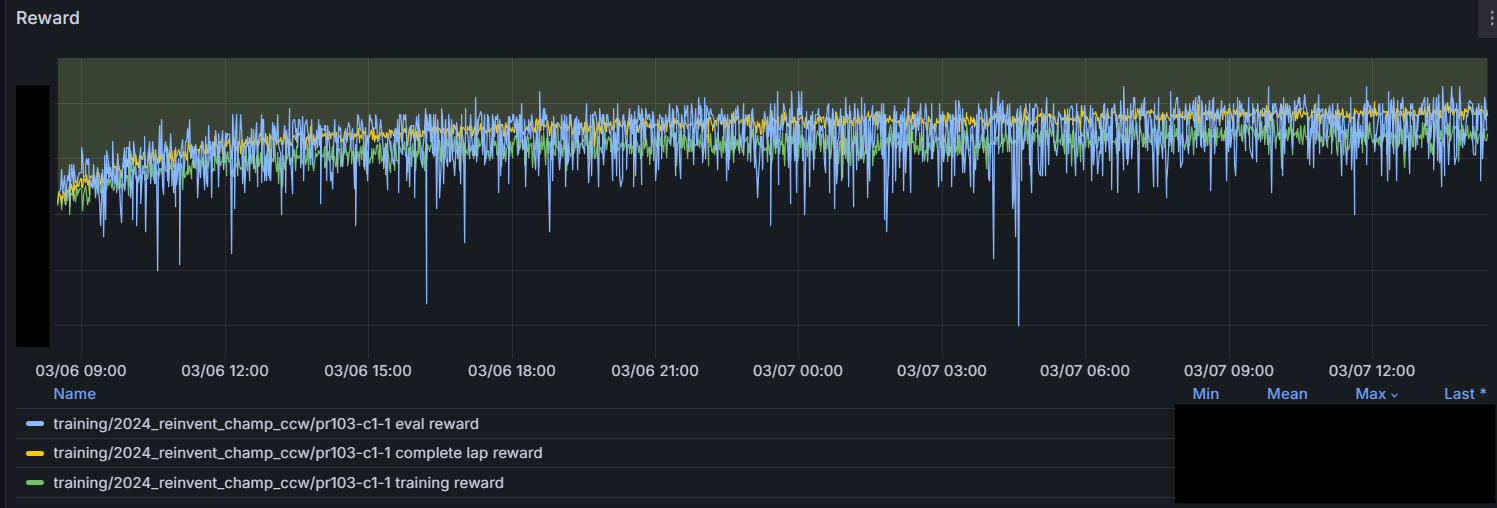 Reward
03/06 09:00 03/06 12:00 03/06 15:00 03/06 18:00 03/06 21:00 03/07 00:00 03/07 03:00 03/07 06:00 03/07 09:00 03/07 12:00
Name Min Mean Max Last *
training/2024_reinvent_champ_ccw/pr103-c1-1 eval reward
training/2024_reinvent_champ_ccw/pr103-c1-1 complete lap reward
training/2024_reinvent_champ_ccw/pr103-c1-1 training reward